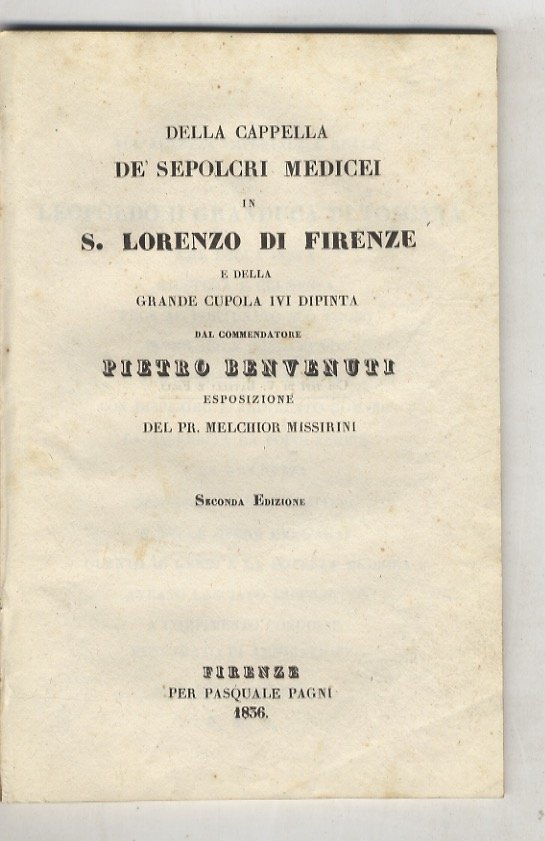 DELLA CAPPELLA
DE' SEPOLCRI MEDICEI
IN
S. LORENZO DI FIRENZE
E DELLA
GRANDE CUPOLA IVI DIPINTA
DAL COMMENDATORE
PIETRO BENVENUTI
ESPOSIZIONE
DEL PR. MELCHIOR MISSIRINI
SECONDA EDIZIONE
FIRENZE
PER PASQUALE PAGNI
1836.